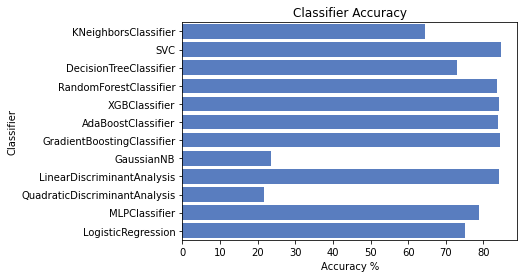 Classifier Accuracy
Classifier
KNeighborsClassifier
SVC
DecisionTreeClassifier
RandomForestClassifier
XGBClassifier
AdaBoostClassifier
GradientBoostingClassifier
GaussianNB
LinearDiscriminantAnalysis
QuadraticDiscriminantAnalysis
MLPClassifier
LogisticRegression
0 10 20 30 40 50 60 70 80
Accuracy %